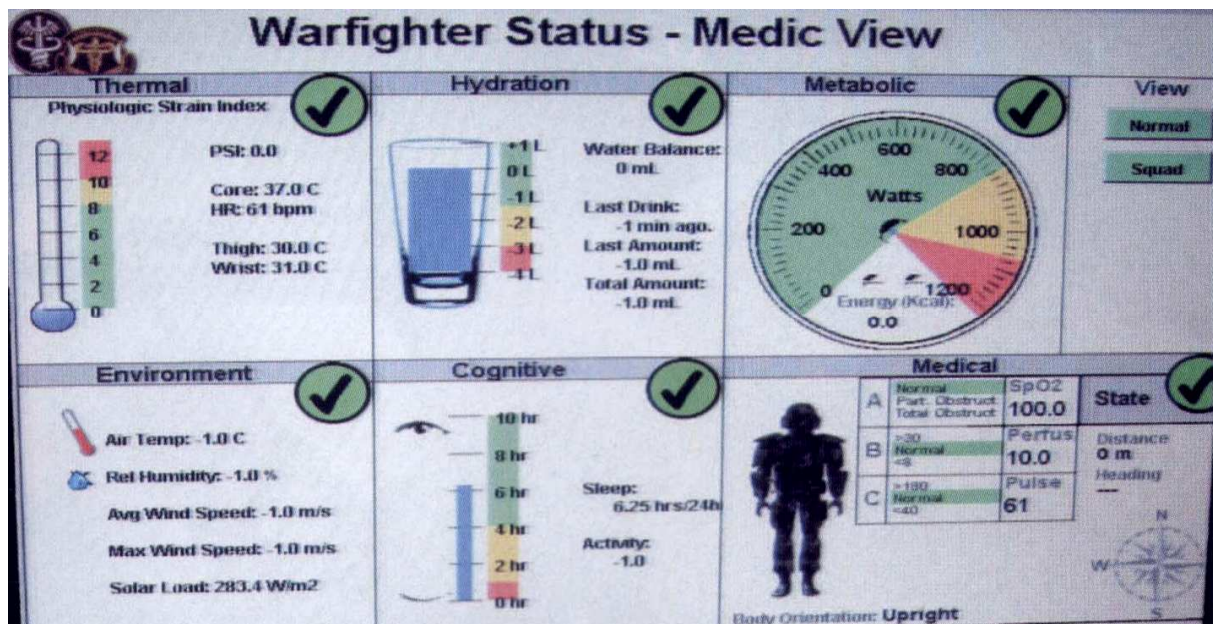 Warfighter Status - Medic View
Thermal
Physiologic Strain Index
12
10
8
6
4
2
0
PSI: 0.0
Core: 37.0 C
HR: 61 bpm
Thigh: 30.0 C
Wrist: 31.0 C
Hydration
+1 L
0 L
-1 L
-2 L
-3 L
-4 L
Water Balance:
0 mL
Last Drink:
-1 min ago.
Last Amount:
-1.0 mL
Total Amount:
-1.0 mL
Metabolic
0
200
400
600
800
1000
1200
Watts
Energy (Kcal):
0.0
View
Normal
Squad
Environment
Air Temp: -1.0 C
Rel Humidity: -1.0 %
Avg Wind Speed: -1.0 m/s
Max Wind Speed: -1.0 m/s
Solar Load: 283.4 W/m2
Cognitive
10 hr
8 hr
6 hr
4 hr
2 hr
0 hr
Sleep:
6.25 hrs/24h
Activity:
-1.0
Medical
A
Normal
Part. Obstruct
Total Obstruct
SpO2
100.0
B
>30
Normal
<8
Perfus
10.0
C
>180
Normal
<40
Pulse
61
State
Distance
0 m
Heading
---
N
W
S
Body Orientation: Upright